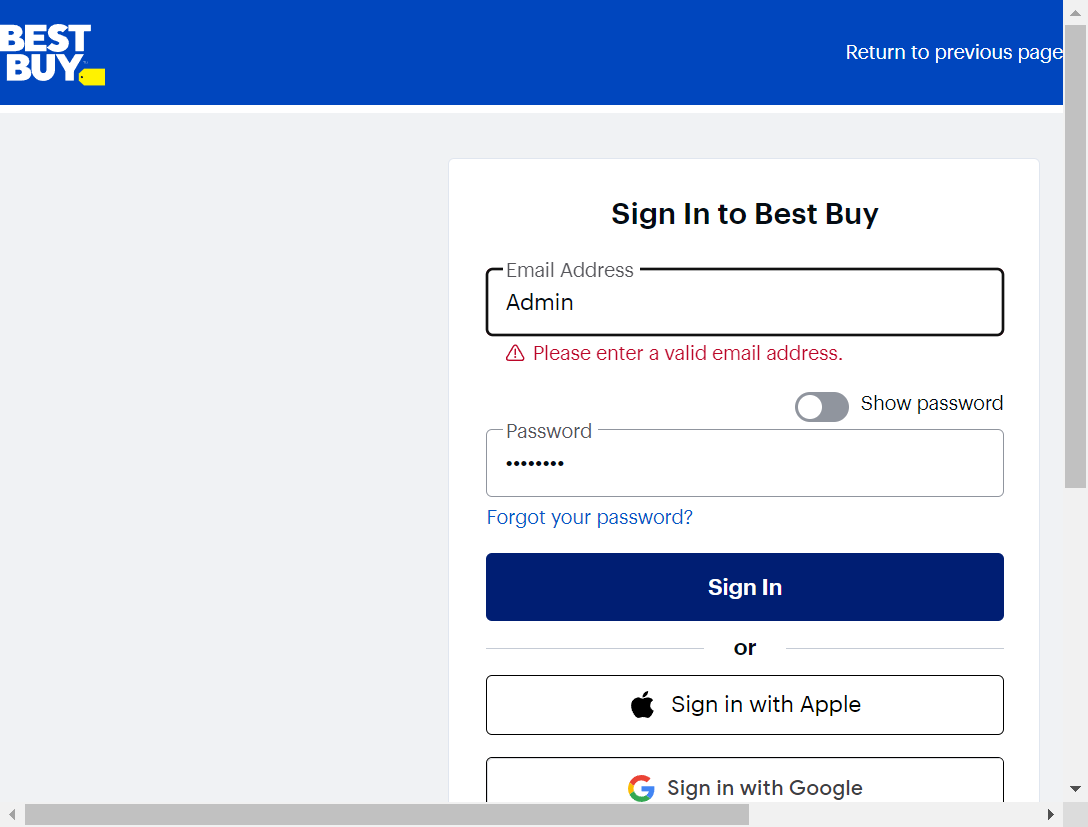 BEST
BUY
Return to previous page
Sign In to Best Buy
Email Address
Admin
Please enter a valid email address.
Show password
Password
••••••••
Forgot your password?
Sign In
or
Sign in with Apple
Sign in with Google